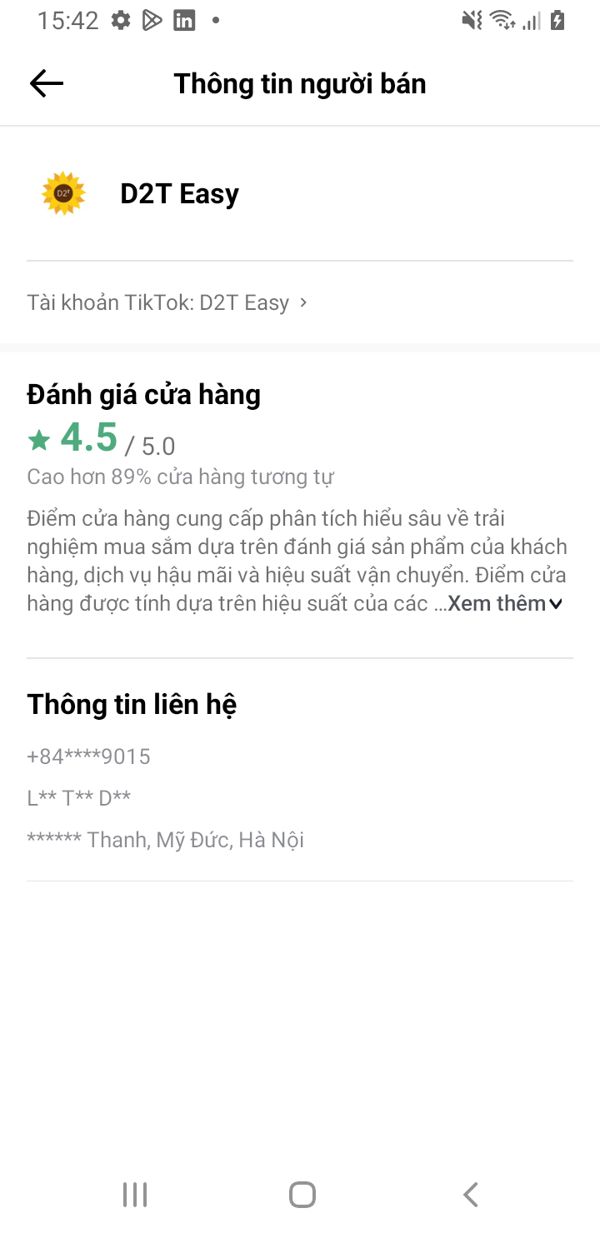 15:42
Thông tin người bán
D2T
D2T Easy
Tài khoản TikTok: D2T Easy >
Đánh giá cửa hàng
4.5 / 5.0
Cao hơn 89% cửa hàng tương tự
Điểm cửa hàng cung cấp phân tích hiểu sâu về trải
nghiệm mua sắm dựa trên đánh giá sản phẩm của khách
hàng, dịch vụ hậu mãi và hiệu suất vận chuyển. Điểm cửa
hàng được tính dựa trên hiệu suất của các ...Xem thêm
Thông tin liên hệ
+84****9015
L** T** D**
****** Thanh, Mỹ Đức, Hà Nội